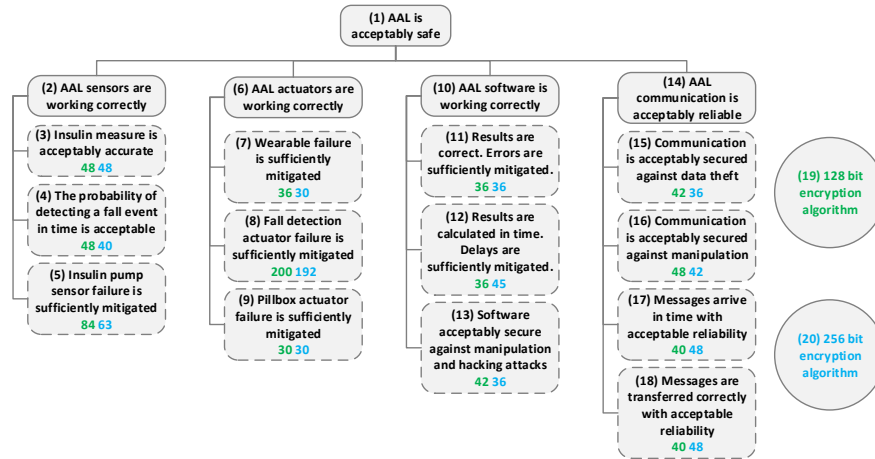 (1) AAL is
acceptably safe
(2) AAL sensors are
working correctly
(3) Insulin measure is
acceptably accurate
48 48
(4) The probability of
detecting a fall event
in time is acceptable
48 40
(5) Insulin pump
sensor failure is
sufficiently mitigated
84 63
(6) AAL actuators are
working correctly
(7) Wearable failure
is sufficiently
mitigated
36 30
(8) Fall detection
actuator failure is
sufficiently mitigated
200 192
(9) Pillbox actuator
failure is sufficiently
mitigated
30 30
(10) AAL software is
working correctly
(11) Results are
correct. Errors are
sufficiently mitigated.
36 36
(12) Results are
calculated in time.
Delays are
sufficiently mitigated.
36 45
(13) Software
acceptably secure
against manipulation
and hacking attacks
42 36
(14) AAL
communication is
acceptably reliable
(15) Communication
is acceptably secured
against data theft
42 36
(16) Communication
is acceptably secured
against manipulation
48 42
(17) Messages arrive
in time with
acceptable reliability
40 48
(18) Messages are
transferred correctly
with acceptable
reliability
40 48
(19) 128 bit
encryption
algorithm
(20) 256 bit
encryption
algorithm